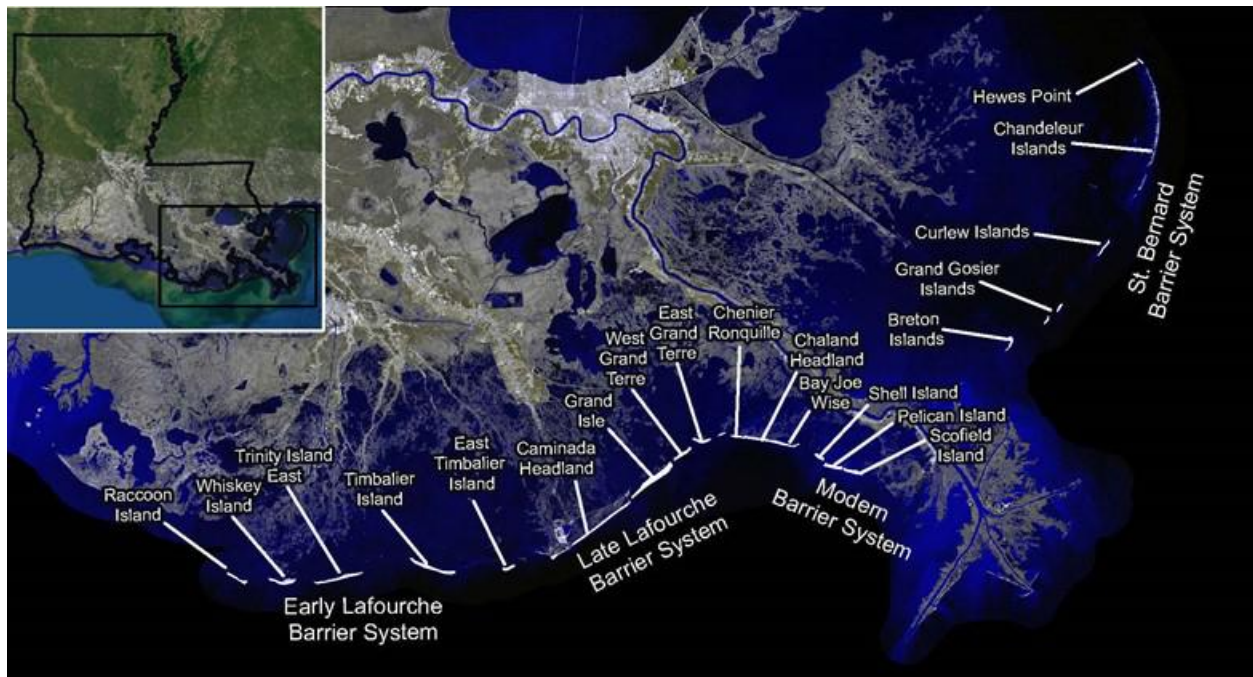 Hewes Point
Chandeleur
Islands
St. Bernard
Barrier System
Curlew Islands
Grand Gosier
Islands
Breton
Islands
East
Grand
Terre
Chenier
Ronquille
West
Grand
Terre
Chaland
Headland
Bay Joe
Wise
Grand
Isle
Shell Island
Pelican Island
Scofield
Island
East
Timbalier
Island
Caminada
Headland
Trinity Island
East
Timbalier
Island
Whiskey
Island
Raccoon
Island
Modern
Barrier System
Late Lafourche
Barrier System
Early Lafourche
Barrier System